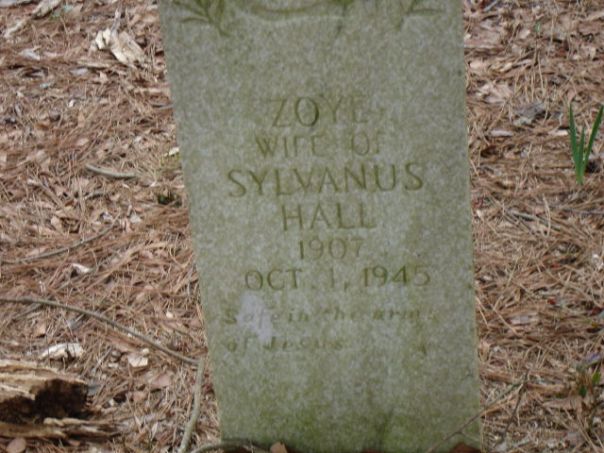 ZOYE
WIFE OF
SYLVANUS
HALL
1907
OCT. 1, 1945
Safe in the arms
of Jesus